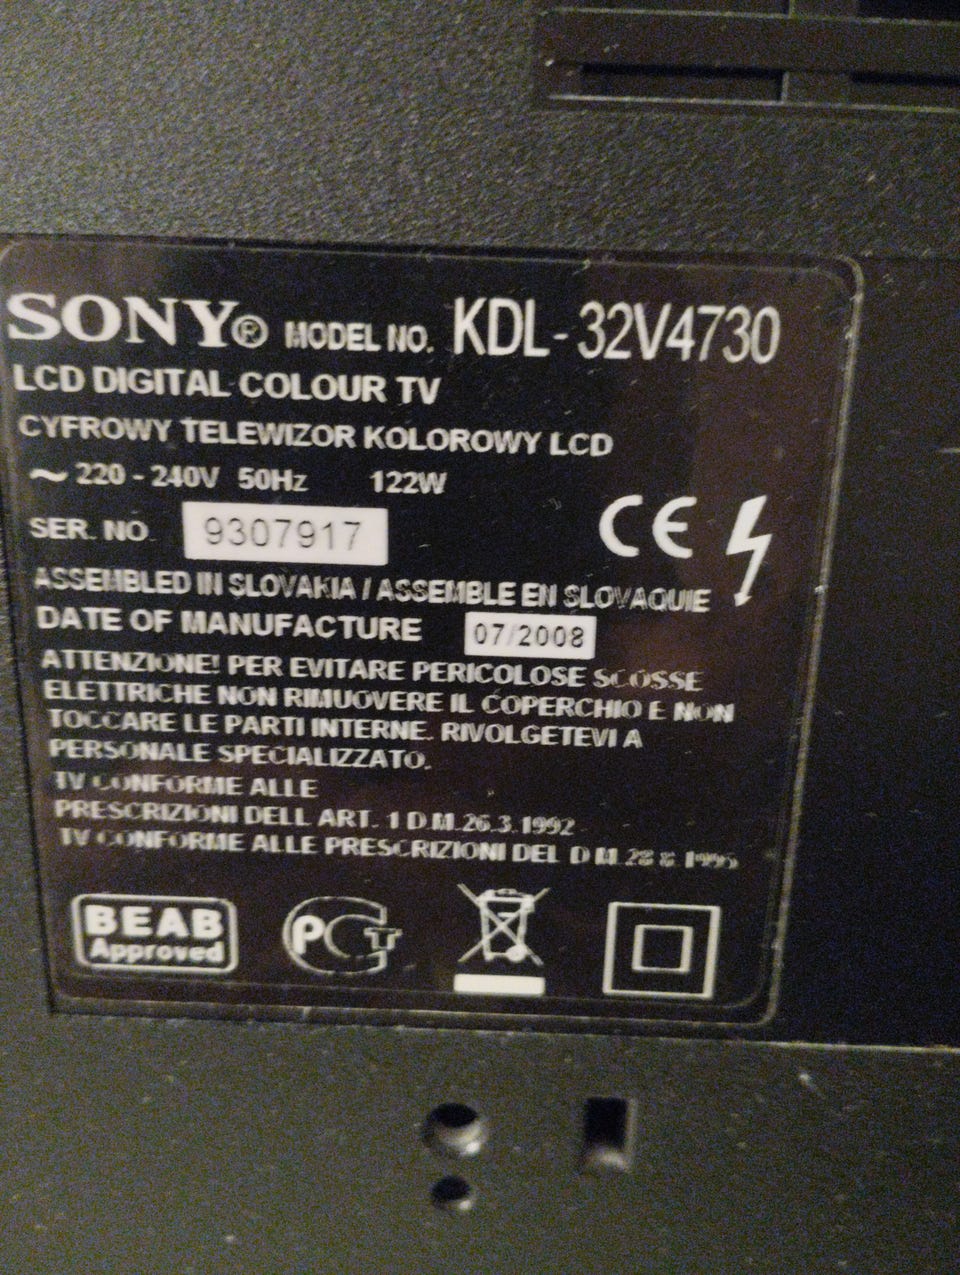 SONY® MODEL NO. KDL-32V4730
LCD DIGITAL COLOUR TV
CYFROWY TELEWIZOR KOLOROWY LCD
~ 220 - 240V 50Hz 122W
SER. NO. 9307917
CE
ASSEMBLED IN SLOVAKIA / ASSEMBLE EN SLOVAQUIE
DATE OF MANUFACTURE 07/2008
ATTENZIONE! PER EVITARE PERICOLOSE SCOSSE
ELETTRICHE NON RIMUOVERE IL COPERCHIO E NON
TOCCARE LE PARTI INTERNE. RIVOLGETEVI A
PERSONALE SPECIALIZZATO.
TV CONFORME ALLE
PRESCRIZIONI DELL ART. 1 D.M.26.3.1992
TV CONFORME ALLE PRESCRIZIONI DEL D.M.28.8.1995
BEAB
Approved
PCT